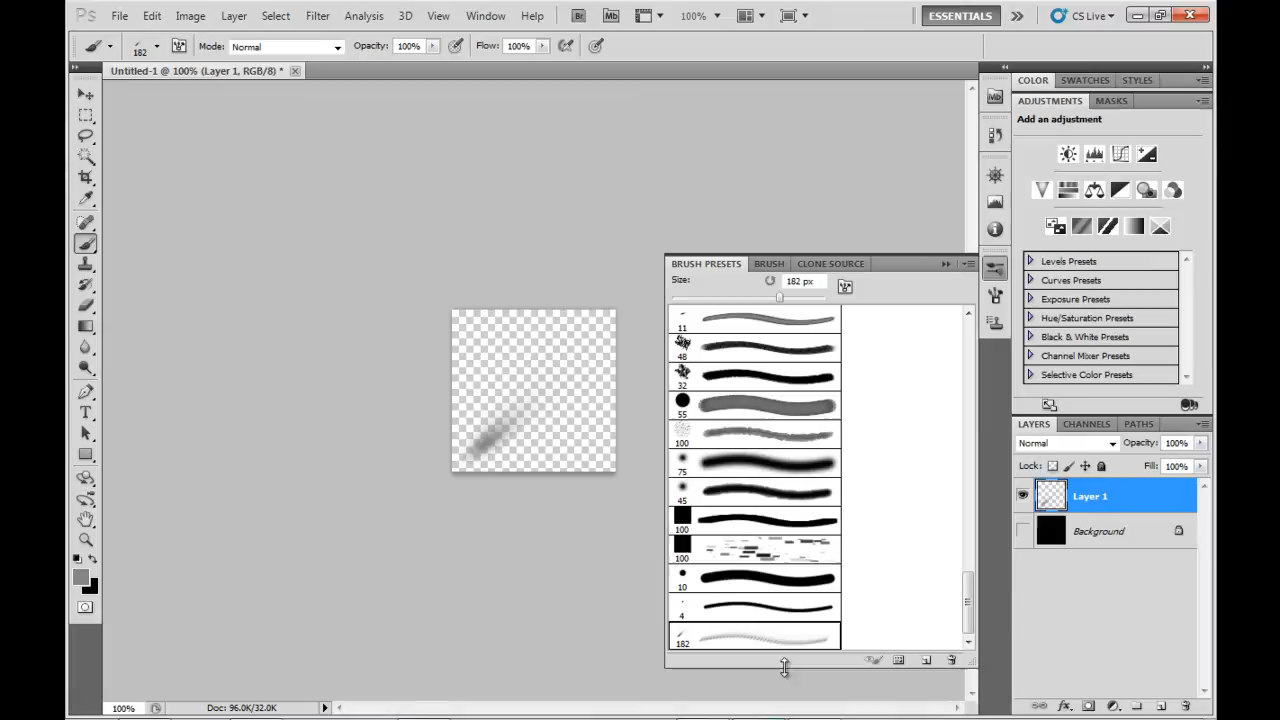 Ps File Edit Image Layer Select Filter Analysis 3D View Window Help Br Mb 100% ESSENTIALS CS Live
182 Mode: Normal Opacity: 100% Flow: 100%
Untitled-1 @ 100% (Layer 1, RGB/8) *
COLOR SWATCHES STYLES
Mb
ADJUSTMENTS MASKS
Add an adjustment
BRUSH PRESETS BRUSH CLONE SOURCE
Size: 182 px
11
48
32
55
100
75
45
100
100
10
4
182
Levels Presets
Curves Presets
Exposure Presets
Hue/Saturation Presets
Black & White Presets
Channel Mixer Presets
Selective Color Presets
LAYERS CHANNELS PATHS
Normal Opacity: 100%
Lock: Fill: 100%
Layer 1
Background
T
100% Doc: 96.0K/32.0K
fx